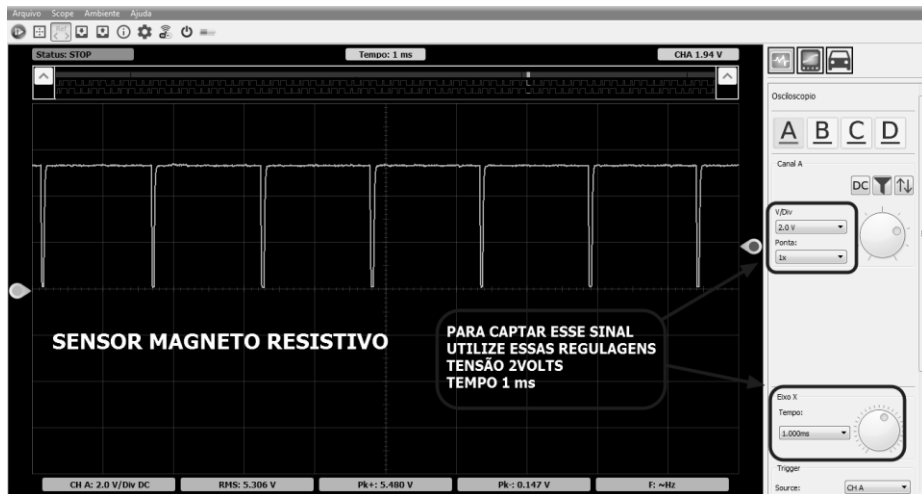 Arquivo Scope Ambiente Ajuda
Status: STOP
Tempo: 1 ms
CHA 1.94 V
Osciloscopio
A B C D
Canal A
DC
V/Div
2.0 V
Ponta:
1x
SENSOR MAGNETO RESISTIVO
PARA CAPTAR ESSE SINAL
UTILIZE ESSAS REGULAGENS
TENSÃO 2VOLTS
TEMPO 1 ms
Eixo X
Tempo:
1.000ms
Trigger
Source: CH A
CH A: 2.0 V/Div DC
RMS: 5.306 V
Pk+: 5.480 V
Pk-: 0.147 V
F: ~Hz